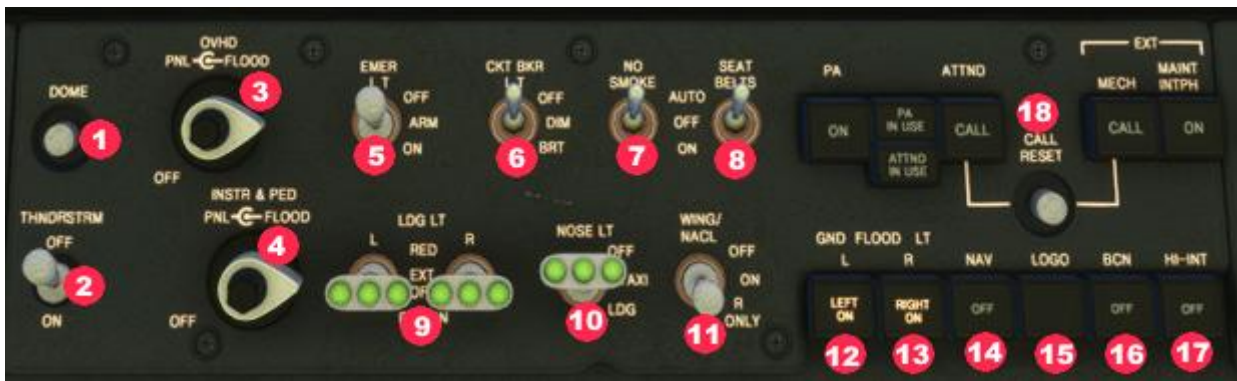 DOME
1
THNDRSTRM
OFF
2
ON
OVHD
PNL FLOOD
3
OFF
INSTR & PED
PNL FLOOD
4
OFF
EMER
LT
OFF
ARM
ON
5
CKT BKR
LT
OFF
DIM
BRT
6
NO
SMOKE
7
AUTO
OFF
ON
SEAT
BELTS
8
LDG LT
L
R
RED
EXT
9
NOSE LT
OFF
LDG
10
WING/
NACL
OFF
ON
R
ONLY
11
PA
ON
PA
IN USE
ATTND
IN USE
ATTND
CALL
18
CALL
RESET
EXT
MECH
CALL
MAINT
INTPH
ON
GND FLOOD LT
L
LEFT
ON
12
R
RIGHT
ON
13
NAV
OFF
14
LOGO
15
BCN
OFF
16
HI-INT
OFF
17